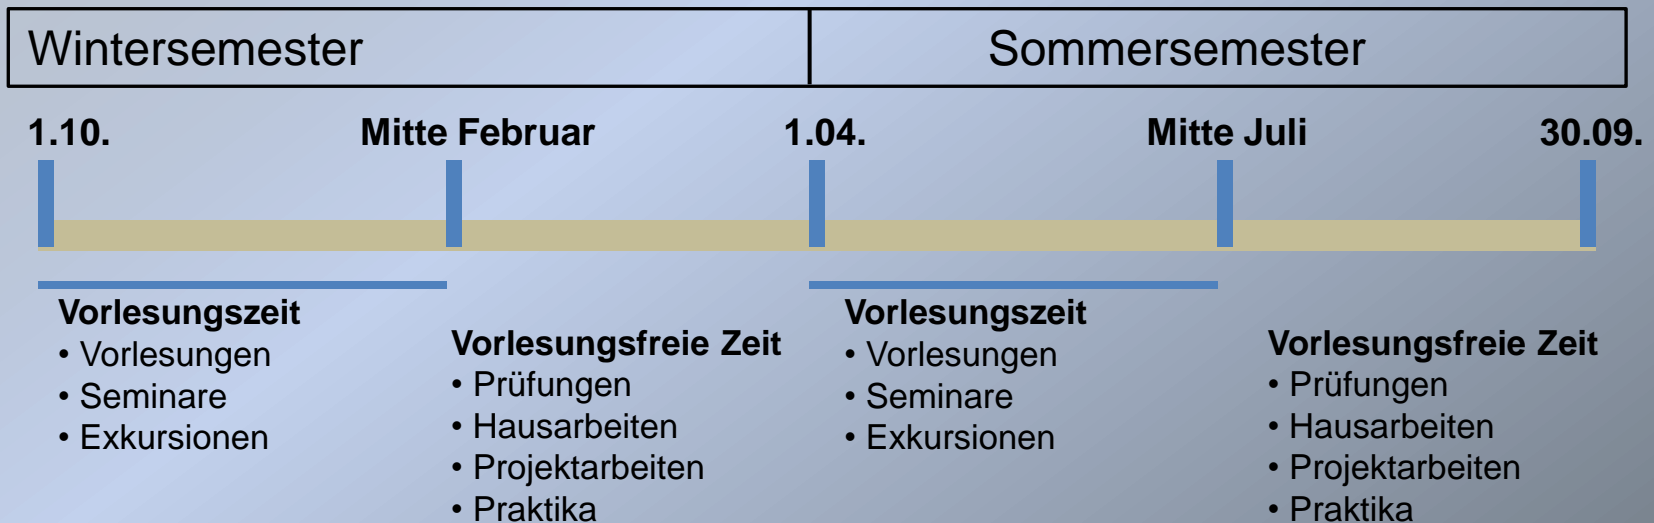 Wintersemester
Sommersemester
1.10.
Mitte Februar
1.04.
Mitte Juli
30.09.
Vorlesungszeit
• Vorlesungen
• Seminare
• Exkursionen
Vorlesungsfreie Zeit
• Prüfungen
• Hausarbeiten
• Projektarbeiten
• Praktika
Vorlesungszeit
• Vorlesungen
• Seminare
• Exkursionen
Vorlesungsfreie Zeit
• Prüfungen
• Hausarbeiten
• Projektarbeiten
• Praktika